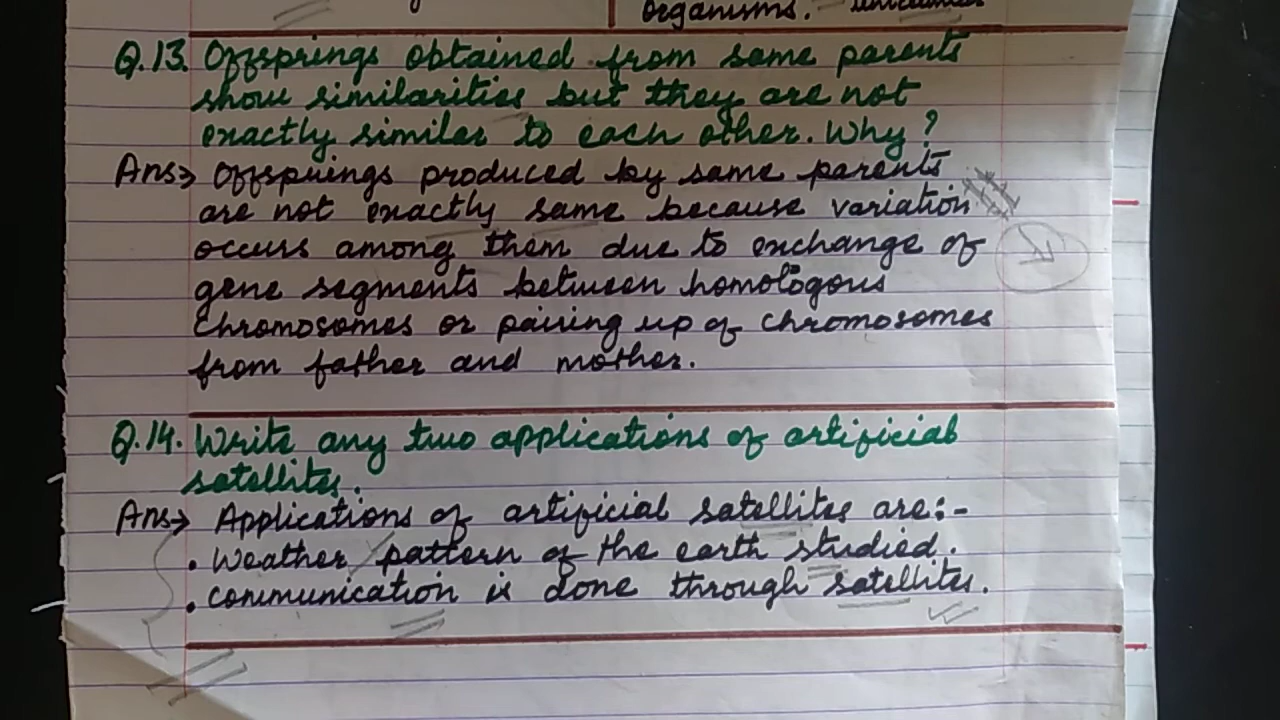 organisms.
Q.13. Offsprings obtained from same parents
show similarities but they are not
exactly similar to each other. Why?
Ans→ Offsprings produced by same parents
are not exactly same because variation
occurs among them due to exchange of
gene segments between homologous
chromosomes or pairing up of chromosomes
from father and mother.
Q.14. Write any two applications of artificial
satellites.
Ans→ Applications of artificial satellites are:-
• Weather pattern of the earth studied.
• communication is done through satellites.